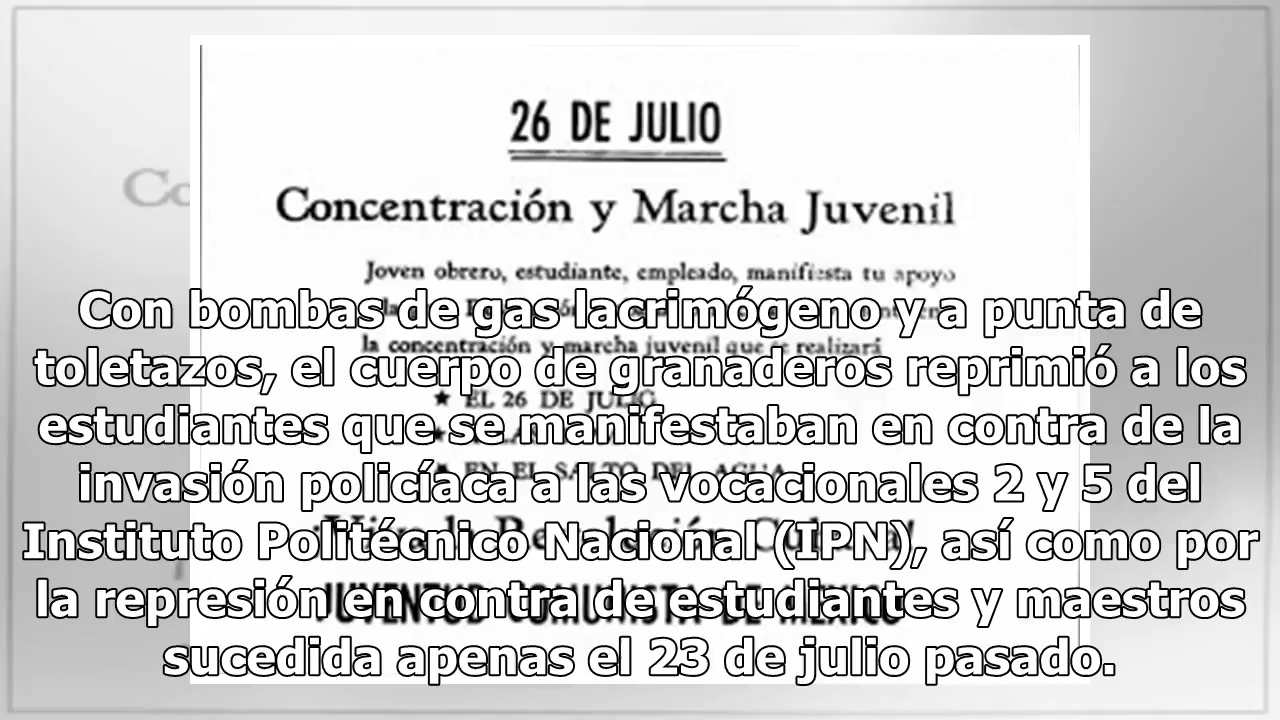 26 DE JULIO
Concentración y Marcha Juvenil
Joven obrero, estudiante, empleado, manifiesta tu apoyo
la concentración y marcha juvenil que se realizará
★ EL 26 DE JULIO
★ EN EL SALTO DEL AGUA
JUVENTUD COMUNISTA DE MEXICO
Con bombas de gas lacrimógeno y a punta de
toletazos, el cuerpo de granaderos reprimió a los
estudiantes que se manifestaban en contra de la
invasión policíaca a las vocacionales 2 y 5 del
Instituto Politécnico Nacional (IPN), así como por
la represión en contra de estudiantes y maestros
sucedida apenas el 23 de julio pasado.